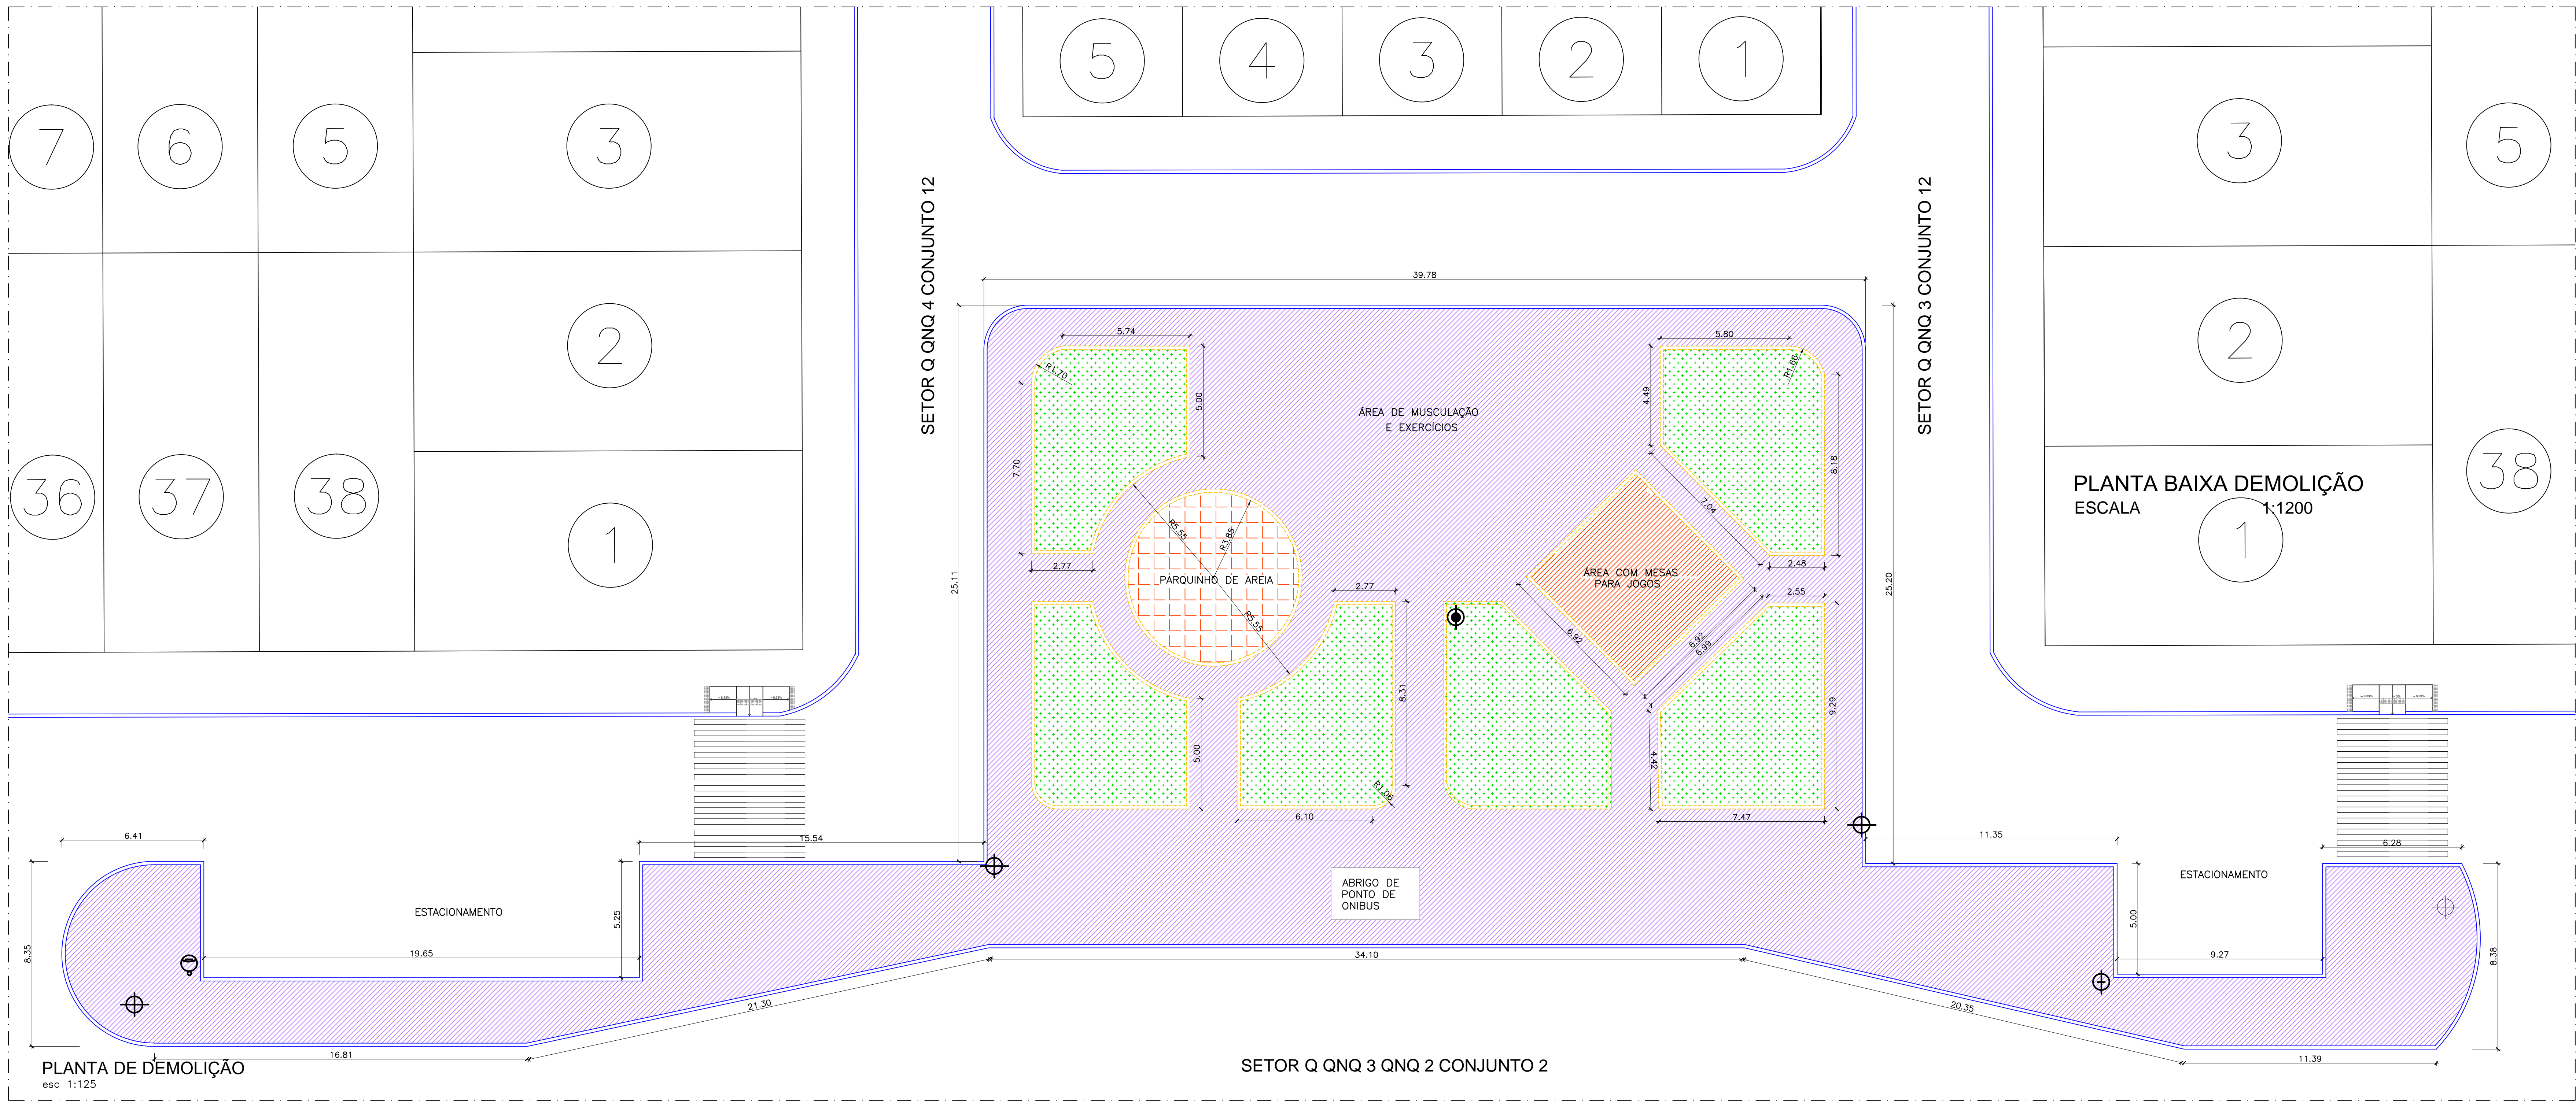 5
4
3
2
1
7
6
5
3
3
5
SETOR Q QNQ 4 CONJUNTO 12
SETOR Q QNQ 3 CONJUNTO 12
39.78
2
2
5.74
5.80
R1.70
R1.66
5.00
4.49
ÁREA DE MUSCULAÇÃO
E EXERCÍCIOS
7.70
8.18
36
37
38
1
38
PLANTA BAIXA DEMOLIÇÃO
ESCALA 1:1200
1
7.04
R5.55
R3.85
2.77
2.48
PARQUINHO DE AREIA
ÁREA COM MESAS
PARA JOGOS
25.11
25.20
2.77
2.55
R5.55
6.92
6.92
6.99
8.31
9.29
5.00
4.42
R1.06
6.10
7.47
6.41
15.54
11.35
6.28
ESTACIONAMENTO
ABRIGO DE
PONTO DE
ONIBUS
ESTACIONAMENTO
5.25
5.00
8.35
19.65
34.10
9.27
8.38
21.30
20.35
16.81
11.39
PLANTA DE DEMOLIÇÃO
esc 1:125
SETOR Q QNQ 3 QNQ 2 CONJUNTO 2